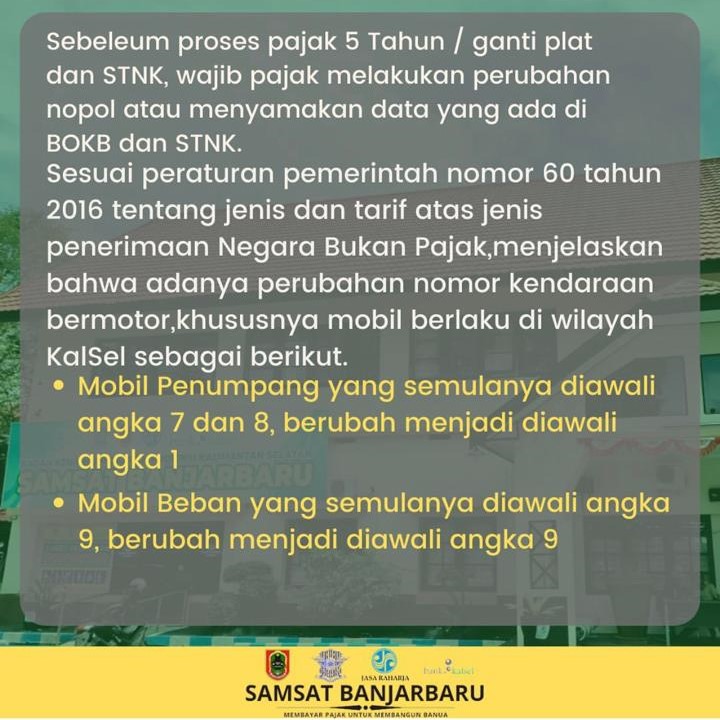 Sebeleum proses pajak 5 Tahun / ganti plat
dan STNK, wajib pajak melakukan perubahan
nopol atau menyamakan data yang ada di
BOKB dan STNK.
Sesuai peraturan pemerintah nomor 60 tahun
2016 tentang jenis dan tarif atas jenis
penerimaan Negara Bukan Pajak,menjelaskan
bahwa adanya perubahan nomor kendaraan
bermotor,khususnya mobil berlaku di wilayah
KalSel sebagai berikut.
• Mobil Penumpang yang semulanya diawali
angka 7 dan 8, berubah menjadi diawali
angka 1
• Mobil Beban yang semulanya diawali angka
9, berubah menjadi diawali angka 9
SAMSAT BANJARBARU
JASA RAHARJA
bank kalsel
SAMSAT BANJARBARU
MEMBAYAR PAJAK UNTUK MEMBANGUN BANUA